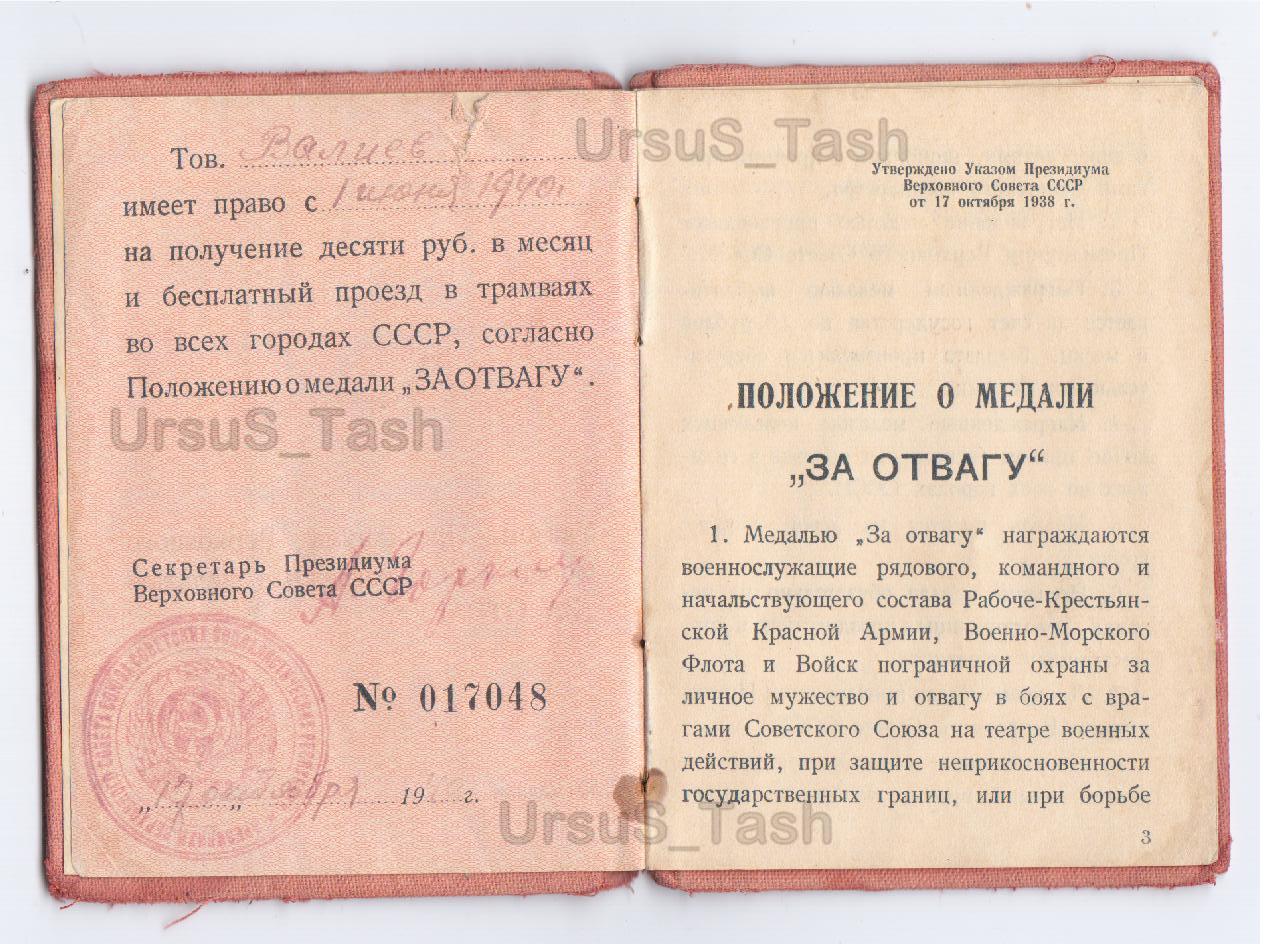 Тов. Валиев
имеет право с 1 июня 1940г.
на получение десяти руб. в месяц
и бесплатный проезд в трамваях
во всех городах СССР, согласно
Положению о медали „ЗА ОТВАГУ“.
UrsuS_Tash
Секретарь Президиума
Верховного Совета СССР
№ 017048
„ “ октября 19 г.
UrsuS_Tash
Утверждено Указом Президиума
Верховного Совета СССР
от 17 октября 1938 г.
ПОЛОЖЕНИЕ О МЕДАЛИ
„ЗА ОТВАГУ“
1. Медалью „За отвагу“ награждаются
военнослужащие рядового, командного и
начальствующего состава Рабоче-Крестьян-
ской Красной Армии, Военно-Морского
Флота и Войск пограничной охраны за
личное мужество и отвагу в боях с вра-
гами Советского Союза на театре военных
действий, при защите неприкосновенности
государственных границ, или при борьбе
UrsuS_Tash
3